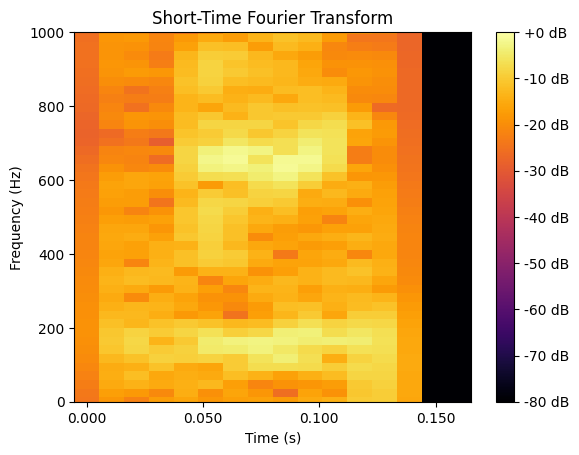 Short-Time Fourier Transform
1000
800
600
400
200
0
Frequency (Hz)
0.000
0.050
0.100
0.150
Time (s)
+0 dB
-10 dB
-20 dB
-30 dB
-40 dB
-50 dB
-60 dB
-70 dB
-80 dB